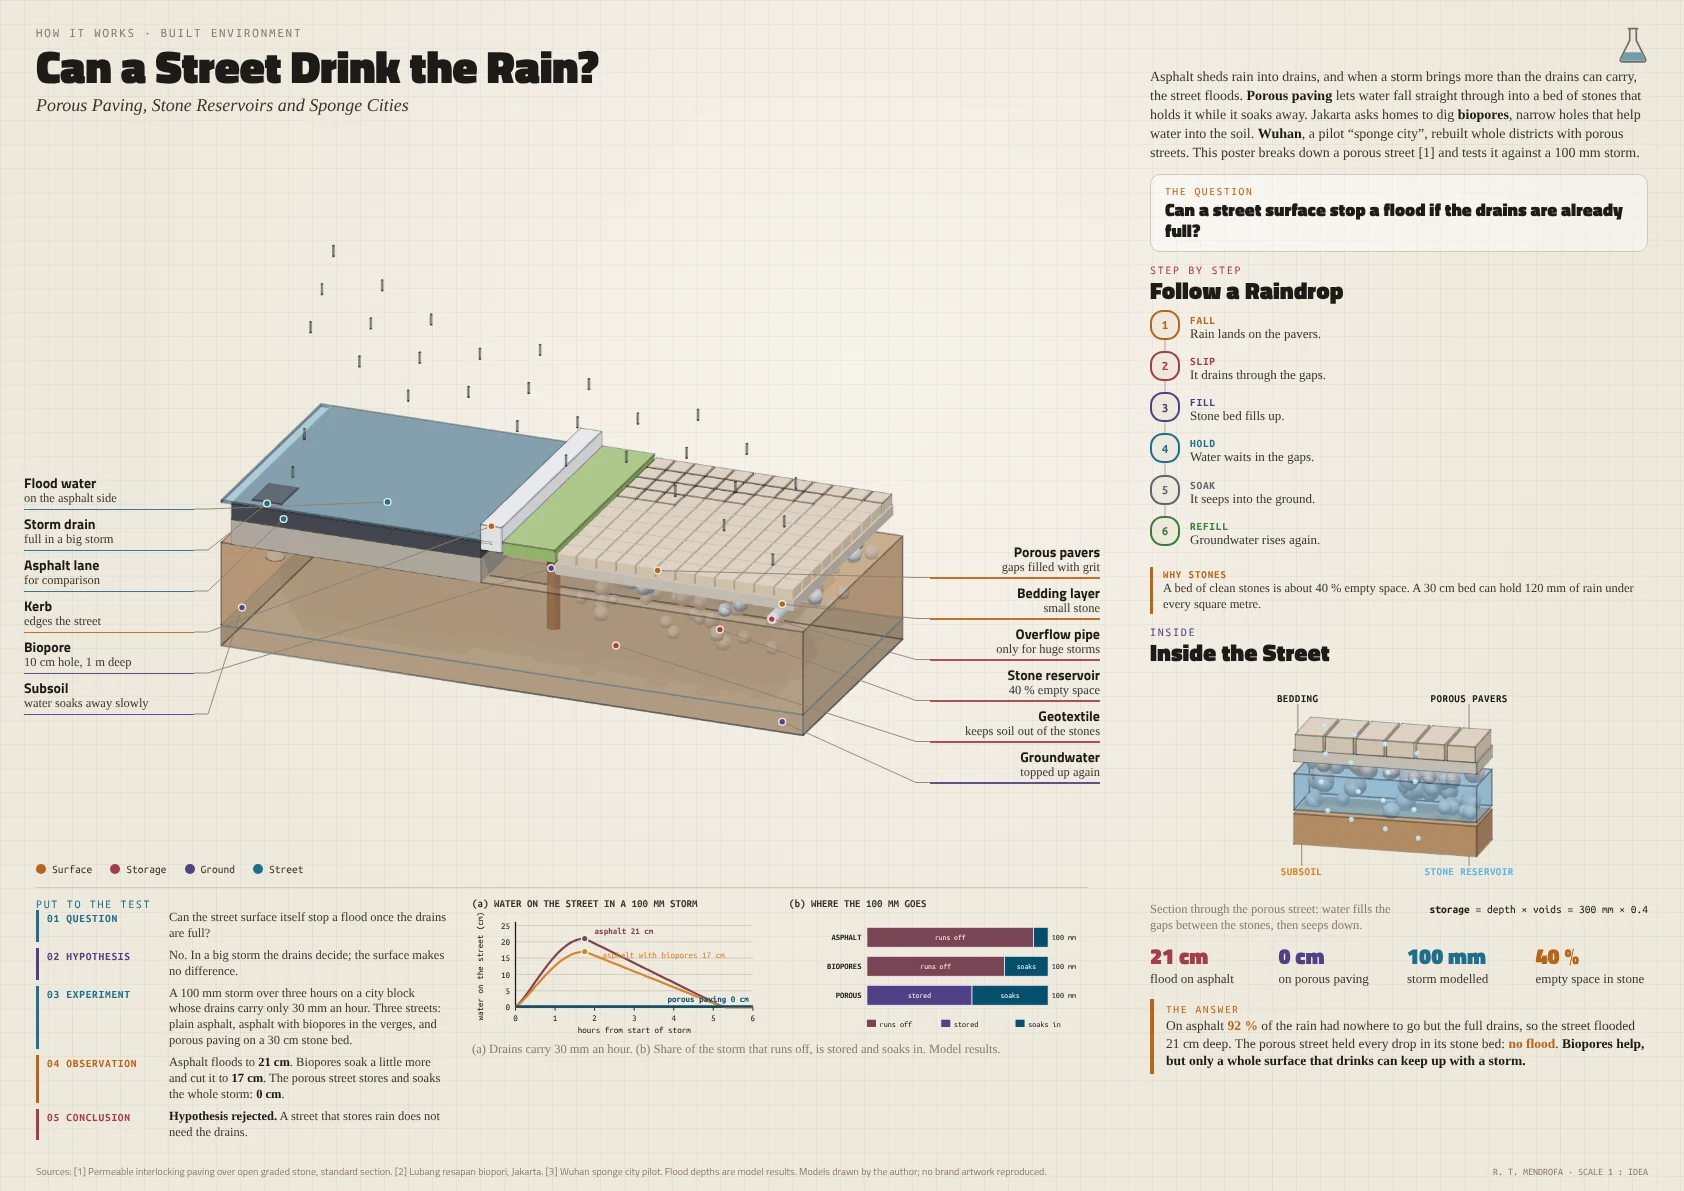 HOW IT WORKS · BUILT ENVIRONMENT
Can a Street Drink the Rain?
Porous Paving, Stone Reservoirs and Sponge Cities
Asphalt sheds rain into drains, and when a storm brings more than the drains can carry,
the street floods. Porous paving lets water fall straight through into a bed of stones that
holds it while it soaks away. Jakarta asks homes to dig biopores, narrow holes that help
water into the soil. Wuhan, a pilot “sponge city”, rebuilt whole districts with porous
streets. This poster breaks down a porous street [1] and tests it against a 100 mm storm.
THE QUESTION
Can a street surface stop a flood if the drains are already
full?
STEP BY STEP
Follow a Raindrop
1 FALL
Rain lands on the pavers.
2 SLIP
It drains through the gaps.
3 FILL
Stone bed fills up.
4 HOLD
Water waits in the gaps.
5 SOAK
It seeps into the ground.
6 REFILL
Groundwater rises again.
WHY STONES
A bed of clean stones is about 40 % empty space. A 30 cm bed can hold 120 mm of rain under
every square metre.
INSIDE
Inside the Street
BEDDING
POROUS PAVERS
SUBSOIL
STONE RESERVOIR
Section through the porous street: water fills the
gaps between the stones, then seeps down.
storage = depth × voids = 300 mm × 0.4
21 cm
flood on asphalt
0 cm
on porous paving
100 mm
storm modelled
40 %
empty space in stone
THE ANSWER
On asphalt 92 % of the rain had nowhere to go but the full drains, so the street flooded
21 cm deep. The porous street held every drop in its stone bed: no flood. Biopores help,
but only a whole surface that drinks can keep up with a storm.
Flood water
on the asphalt side
Storm drain
full in a big storm
Asphalt lane
for comparison
Kerb
edges the street
Biopore
10 cm hole, 1 m deep
Subsoil
water soaks away slowly
Porous pavers
gaps filled with grit
Bedding layer
small stone
Overflow pipe
only for huge storms
Stone reservoir
40 % empty space
Geotextile
keeps soil out of the stones
Groundwater
topped up again
Surface Storage Ground Street
PUT TO THE TEST
01 QUESTION
Can the street surface itself stop a flood once the drains
are full?
02 HYPOTHESIS
No. In a big storm the drains decide; the surface makes
no difference.
03 EXPERIMENT
A 100 mm storm over three hours on a city block
whose drains carry only 30 mm an hour. Three streets:
plain asphalt, asphalt with biopores in the verges, and
porous paving on a 30 cm stone bed.
04 OBSERVATION
Asphalt floods to 21 cm. Biopores soak a little more
and cut it to 17 cm. The porous street stores and soaks
the whole storm: 0 cm.
05 CONCLUSION
Hypothesis rejected. A street that stores rain does not
need the drains.
(a) WATER ON THE STREET IN A 100 MM STORM
water on the street (cm)
25
20
15
10
5
0
asphalt 21 cm
asphalt with biopores 17 cm
porous paving 0 cm
0 1 2 3 4 5 6
hours from start of storm
(b) WHERE THE 100 MM GOES
ASPHALT runs off 100 mm
BIOPORES runs off soaks 100 mm
POROUS stored soaks 100 mm
runs off stored soaks in
(a) Drains carry 30 mm an hour. (b) Share of the storm that runs off, is stored and soaks in. Model results.
Sources: [1] Permeable interlocking paving over open graded stone, standard section. [2] Lubang resapan biopori, Jakarta. [3] Wuhan sponge city pilot. Flood depths are model results. Models drawn by the author; no brand artwork reproduced.
R. T. MENDROFA · SCALE 1 : IDEA